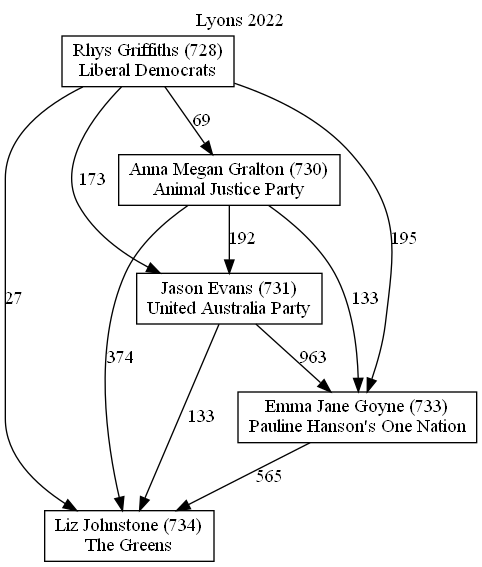 Lyons 2022
Rhys Griffiths (728)
Liberal Democrats
69
Anna Megan Gralton (730)
Animal Justice Party
173
192
195
Jason Evans (731)
United Australia Party
27
374
133
963
133
Emma Jane Goyne (733)
Pauline Hanson's One Nation
565
Liz Johnstone (734)
The Greens